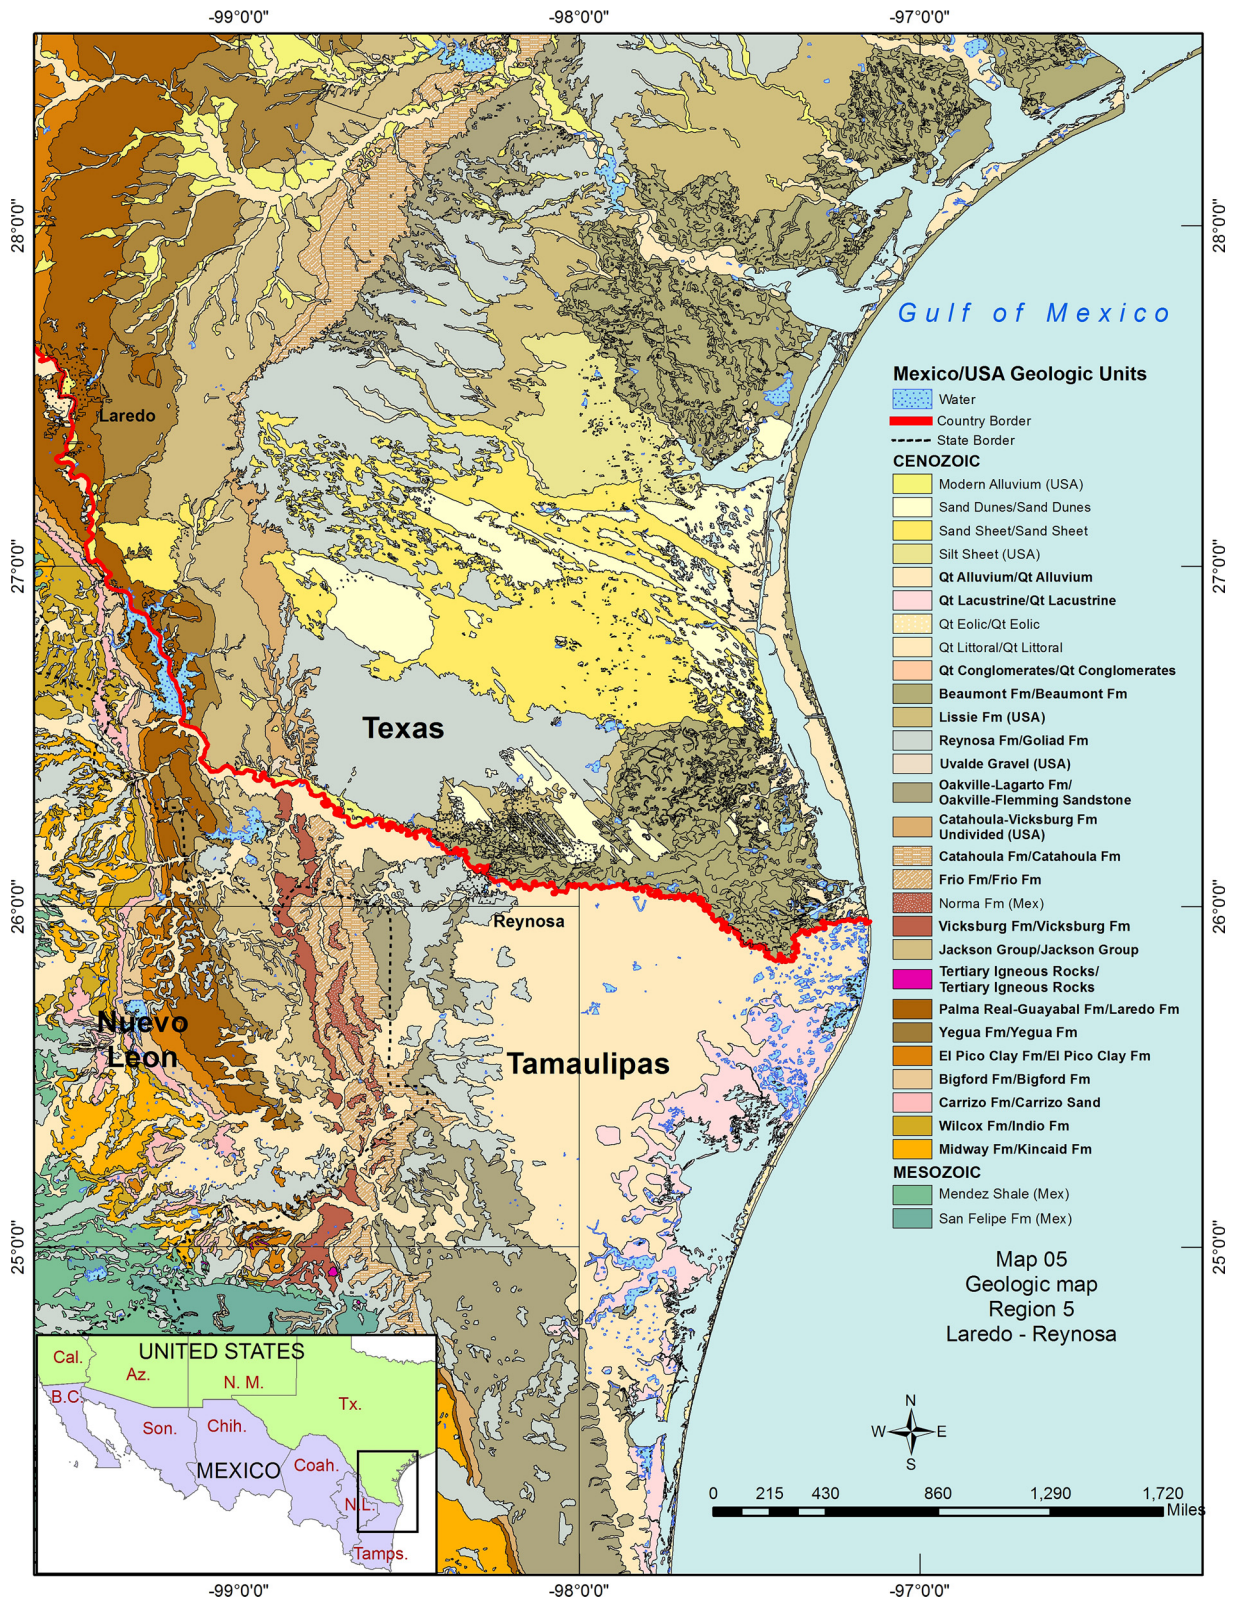 -99°0'0"
-98°0'0"
-97°0'0"
28°0'0"
28°0'0"
Gulf of Mexico
Mexico/USA Geologic Units
Water
Country Border
State Border
CENOZOIC
Modern Alluvium (USA)
Sand Dunes/Sand Dunes
Sand Sheet/Sand Sheet
Silt Sheet (USA)
Qt Alluvium/Qt Alluvium
Qt Lacustrine/Qt Lacustrine
Qt Eolic/Qt Eolic
Qt Littoral/Qt Littoral
Qt Conglomerates/Qt Conglomerates
Beaumont Fm/Beaumont Fm
Lissie Fm (USA)
Reynosa Fm/Goliad Fm
Uvalde Gravel (USA)
Oakville-Lagarto Fm/
Oakville-Flemming Sandstone
Catahoula-Vicksburg Fm
Undivided (USA)
Catahoula Fm/Catahoula Fm
Frio Fm/Frio Fm
Norma Fm (Mex)
Vicksburg Fm/Vicksburg Fm
Jackson Group/Jackson Group
Tertiary Igneous Rocks/
Tertiary Igneous Rocks
Palma Real-Guayabal Fm/Laredo Fm
Yegua Fm/Yegua Fm
El Pico Clay Fm/El Pico Clay Fm
Bigford Fm/Bigford Fm
Carrizo Fm/Carrizo Sand
Wilcox Fm/Indio Fm
Midway Fm/Kincaid Fm
MESOZOIC
Mendez Shale (Mex)
San Felipe Fm (Mex)
Laredo
27°0'0"
27°0'0"
Texas
26°0'0"
26°0'0"
Reynosa
Nuevo
Leon
Tamaulipas
25°0'0"
25°0'0"
Map 05
Geologic map
Region 5
Laredo - Reynosa
UNITED STATES
Cal.
Az.
N. M.
Tx.
B.C.
Son.
Chih.
Coah.
MEXICO
N.L.
Tamps.
N
W
E
S
0 215 430 860 1,290 1,720
Miles
-99°0'0"
-98°0'0"
-97°0'0"